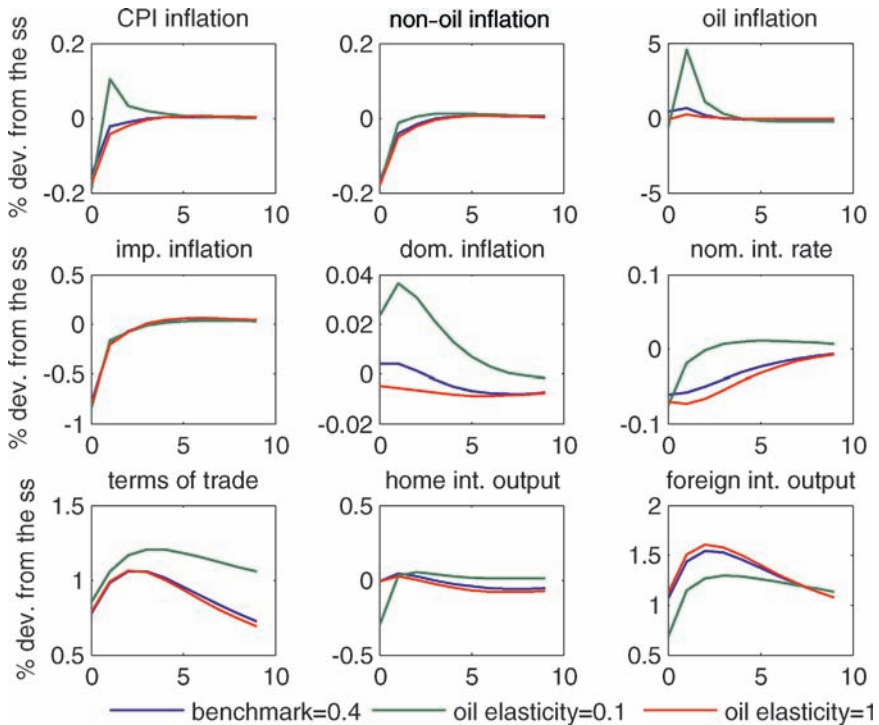 CPI inflation non-oil inflation oil inflation
% dev. from the ss
0.2 0 -0.2
0 5 10
0.2 0 -0.2
0 5 10
5 0 -5
0 5 10
imp. inflation dom. inflation nom. int. rate
% dev. from the ss
0.5 0 -0.5 -1
0 5 10
0.04 0.02 0 -0.02
0 5 10
0.1 0 -0.1
0 5 10
terms of trade home int. output foreign int. output
% dev. from the ss
1.5 1 0.5
0 5 10
0.5 0 -0.5
0 5 10
2 1.5 1 0.5
0 5 10
benchmark=0.4 oil elasticity=0.1 oil elasticity=1